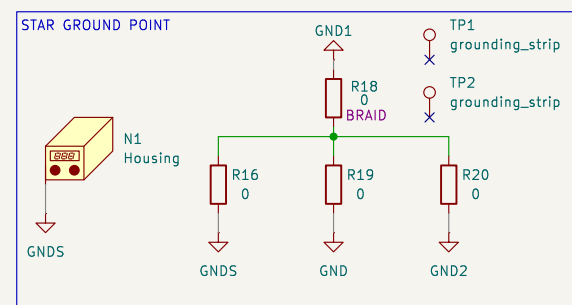 STAR GROUND POINT
GND1
TP1
grounding_strip
R18
0
BRAID
TP2
grounding_strip
N1
Housing
R16
0
R19
0
R20
0
GNDS
GNDS
GND
GND2